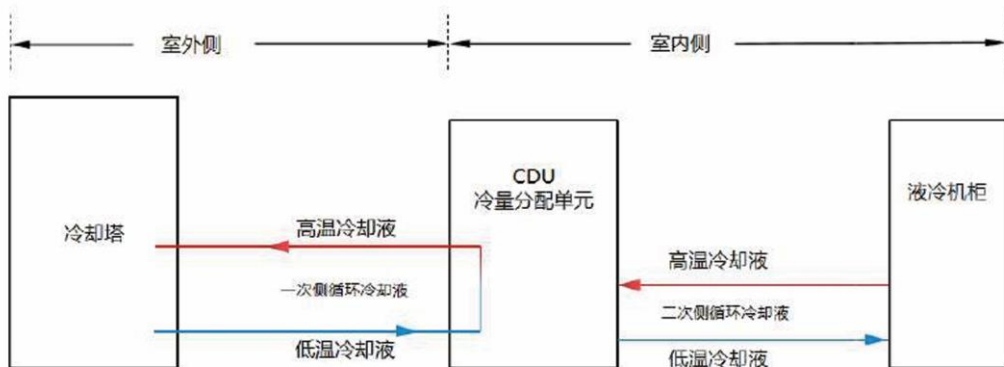 室外侧
室内侧
CDU
冷量分配单元
液冷机柜
冷却塔
高温冷却液
高温冷却液
一次侧循环冷却液
二次侧循环冷却液
低温冷却液
低温冷却液